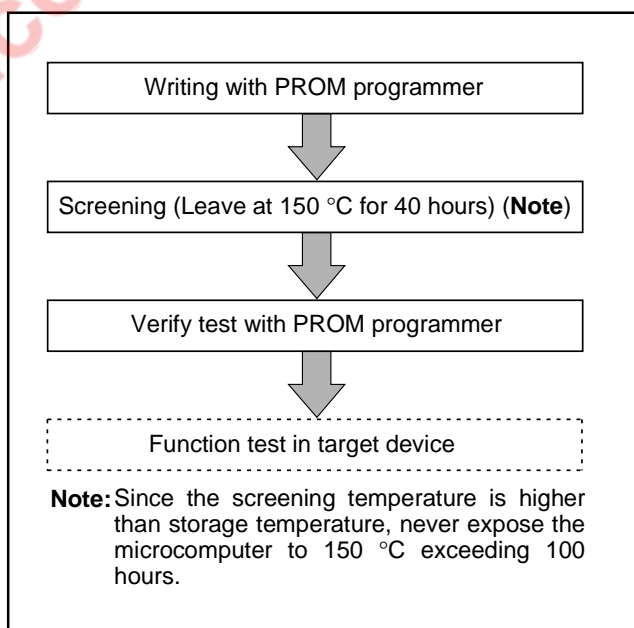 Writing with PROM programmer
Screening (Leave at 150 °C for 40 hours) (Note)
Verify test with PROM programmer
Function test in target device
Note: Since the screening temperature is higher
than storage temperature, never expose the
microcomputer to 150 °C exceeding 100
hours.